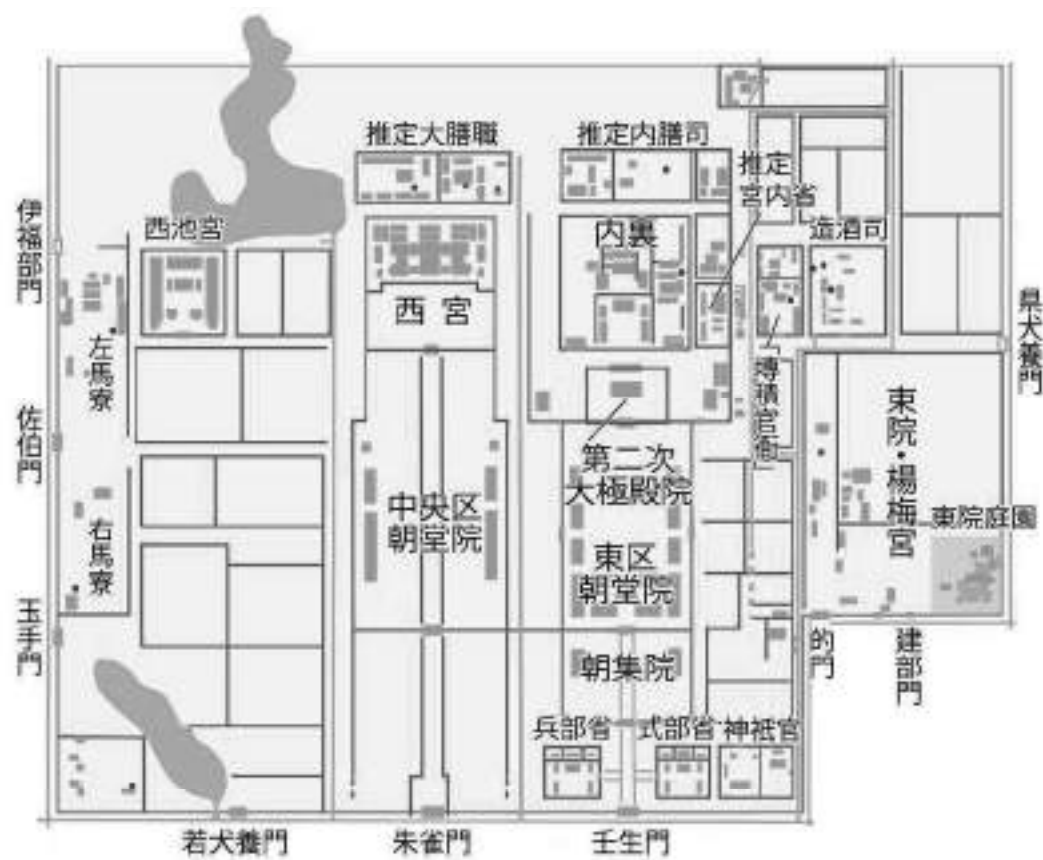 推定大膳職
推定内膳司
推定
宮内省
造酒司
西池宮
内裏
西宮
伊福部門
左馬寮
佐伯門
右馬寮
玉手門
県犬養門
「塼積官衙」
第二次
大極殿院
中央区
朝堂院
東区
朝堂院
東院・楊梅宮
東院庭園
朝集院
的門
建部門
兵部省
式部省
神祇官
若犬養門
朱雀門
壬生門